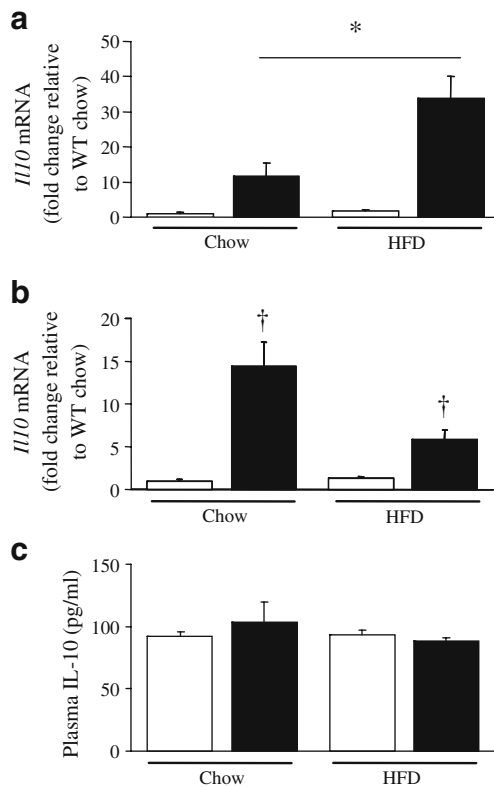 a
Il10 mRNA
(fold change relative
to WT chow)
50
40
30
20
10
0
*
Chow
HFD
b
Il10 mRNA
(fold change relative
to WT chow)
20
15
10
5
0
†
†
Chow
HFD
c
Plasma IL-10 (pg/ml)
150
100
50
0
Chow
HFD